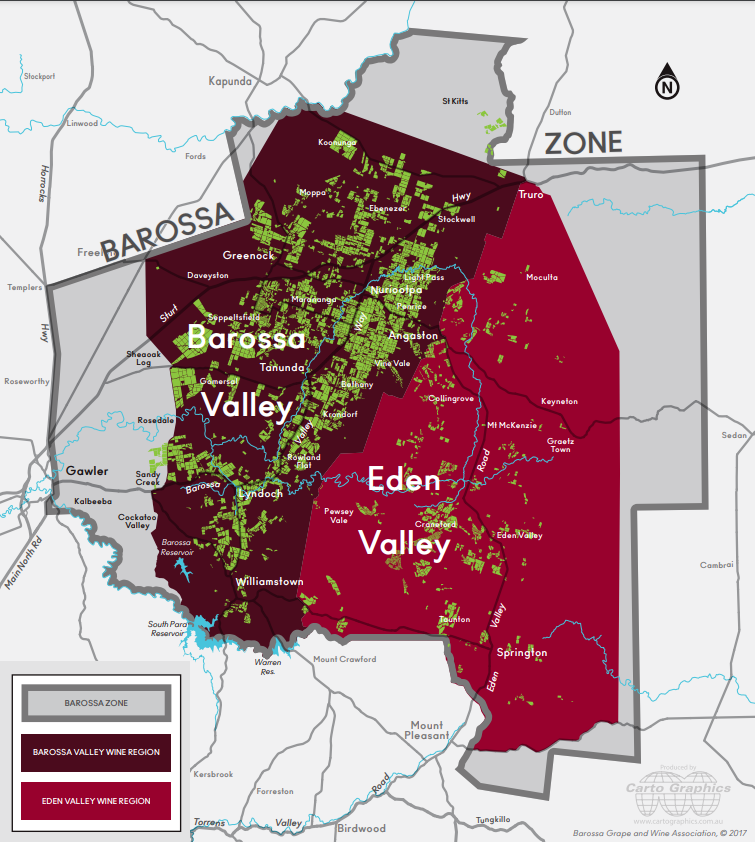 Stockport
Kapunda
St Kitts
N
Linwood
Dutton
ZONE
Fords
Koonunga
Horrocks
Moppa
Hwy
Truro
Ebenezer
Stockwell
BAROSSA
Freel
Greenock
Daveyston
Light Pass
Moculta
Templers
Nuriootpa
Marananga
Penrice
Sturt
Seppeltsfield
Way
Hwy
Barossa
Angaston
Sheaoak
Log
Vine Vale
Tanunda
Roseworthy
Gomersal
Bethany
Collingrove
Keyneton
Valley
Krondorf
Rosedale
Mt McKenzie
Valley
Sedan
Graetz
Town
Rowland
Flat
Road
Gawler
Sandy
Creek
Eden
Barossa
Lyndoch
Kalbeeba
Pewsey
Vale
Cockatoo
Valley
Craneford
Eden Valley
Valley
Barossa
Reservoir
Main North Rd
Cambrai
Williamstown
Valley
South Para
Reservoir
Taunton
Springton
Warren
Res.
Mount Crawford
Eden
BAROSSA ZONE
Mount
Pleasant
BAROSSA VALLEY WINE REGION
Produced by
Kersbrook
Carto Graphics
Road
Forreston
EDEN VALLEY WINE REGION
www.cartographics.com.au
Torrens
Valley
Birdwood
Tungkillo
Barossa Grape and Wine Association, © 2017